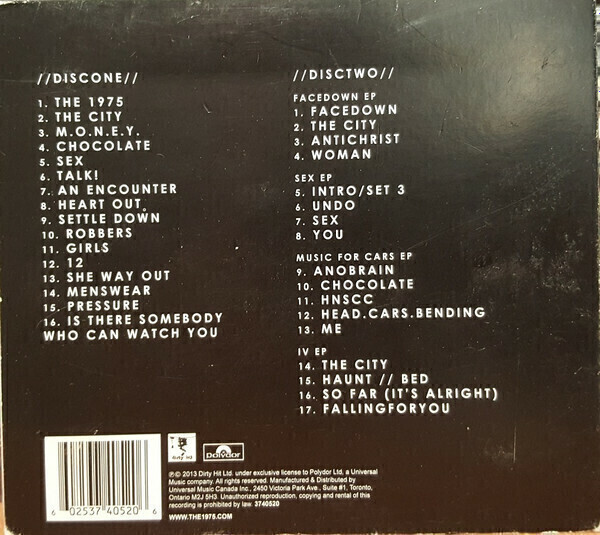 //DISCONE//
1. THE 1975
2. THE CITY
3. M.O.N.E.Y.
4. CHOCOLATE
5. SEX
6. TALK!
7. AN ENCOUNTER
8. HEART OUT
9. SETTLE DOWN
10. ROBBERS
11. GIRLS
12. 12
13. SHE WAY OUT
14. MENSWEAR
15. PRESSURE
16. IS THERE SOMEBODY
WHO CAN WATCH YOU
//DISCTWO//
FACEDOWN EP
1. FACEDOWN
2. THE CITY
3. ANTICHRIST
4. WOMAN
SEX EP
5. INTRO/SET 3
6. UNDO
7. SEX
8. YOU
MUSIC FOR CARS EP
9. ANOBRAIN
10. CHOCOLATE
11. HNSCC
12. HEAD.CARS.BENDING
13. ME
IV EP
14. THE CITY
15. HAUNT // BED
16. SO FAR (IT'S ALRIGHT)
17. FALLINGFORYOU
6 02537 40520 6
dirty hit
polydor
℗© 2013 Dirty Hit Ltd. under exclusive license to Polydor Ltd, a Universal
Music company. All rights reserved. Manufactured & Distributed by
Universal Music Canada Inc., 2450 Victoria Park Ave., Suite #1, Toronto,
Ontario M2J 5H3. Unauthorized reproduction, copying and rental of this
recording is prohibited by law. 3740520
WWW.THE1975.COM